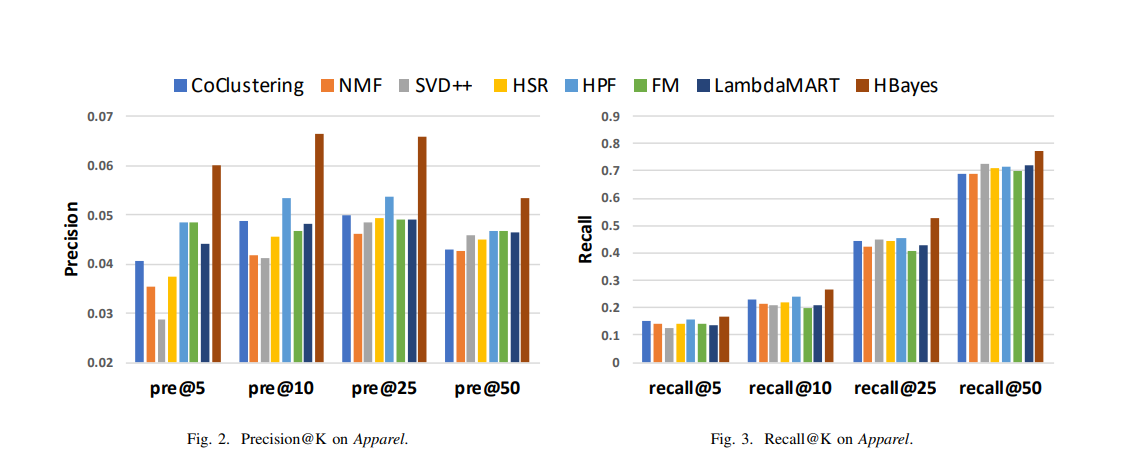 CoClustering NMF SVD++ HSR HPF FM LambdaMART HBayes
Precision
0.07
0.06
0.05
0.04
0.03
0.02
pre@5 pre@10 pre@25 pre@50
Fig. 2. Precision@K on Apparel.
Recall
0.9
0.8
0.7
0.6
0.5
0.4
0.3
0.2
0.1
0
recall@5 recall@10 recall@25 recall@50
Fig. 3. Recall@K on Apparel.